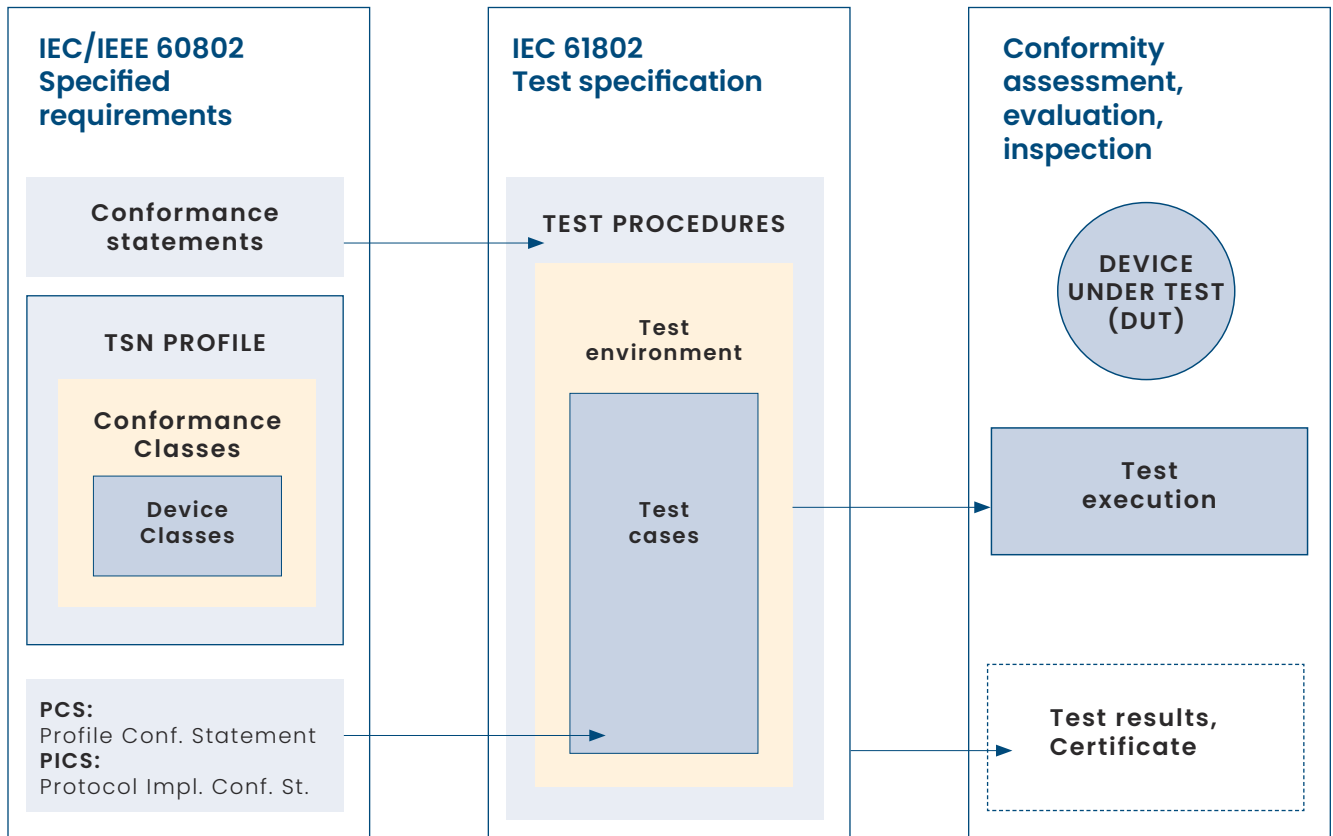 IEC/IEEE 60802
Specified
requirements
Conformance
statements
TSN PROFILE
Conformance
Classes
Device
Classes
PCS:
Profile Conf. Statement
PICS:
Protocol Impl. Conf. St.
IEC 61802
Test specification
TEST PROCEDURES
Test
environment
Test
cases
Conformity
assessment,
evaluation,
inspection
DEVICE
UNDER TEST
(DUT)
Test
execution
Test results,
Certificate